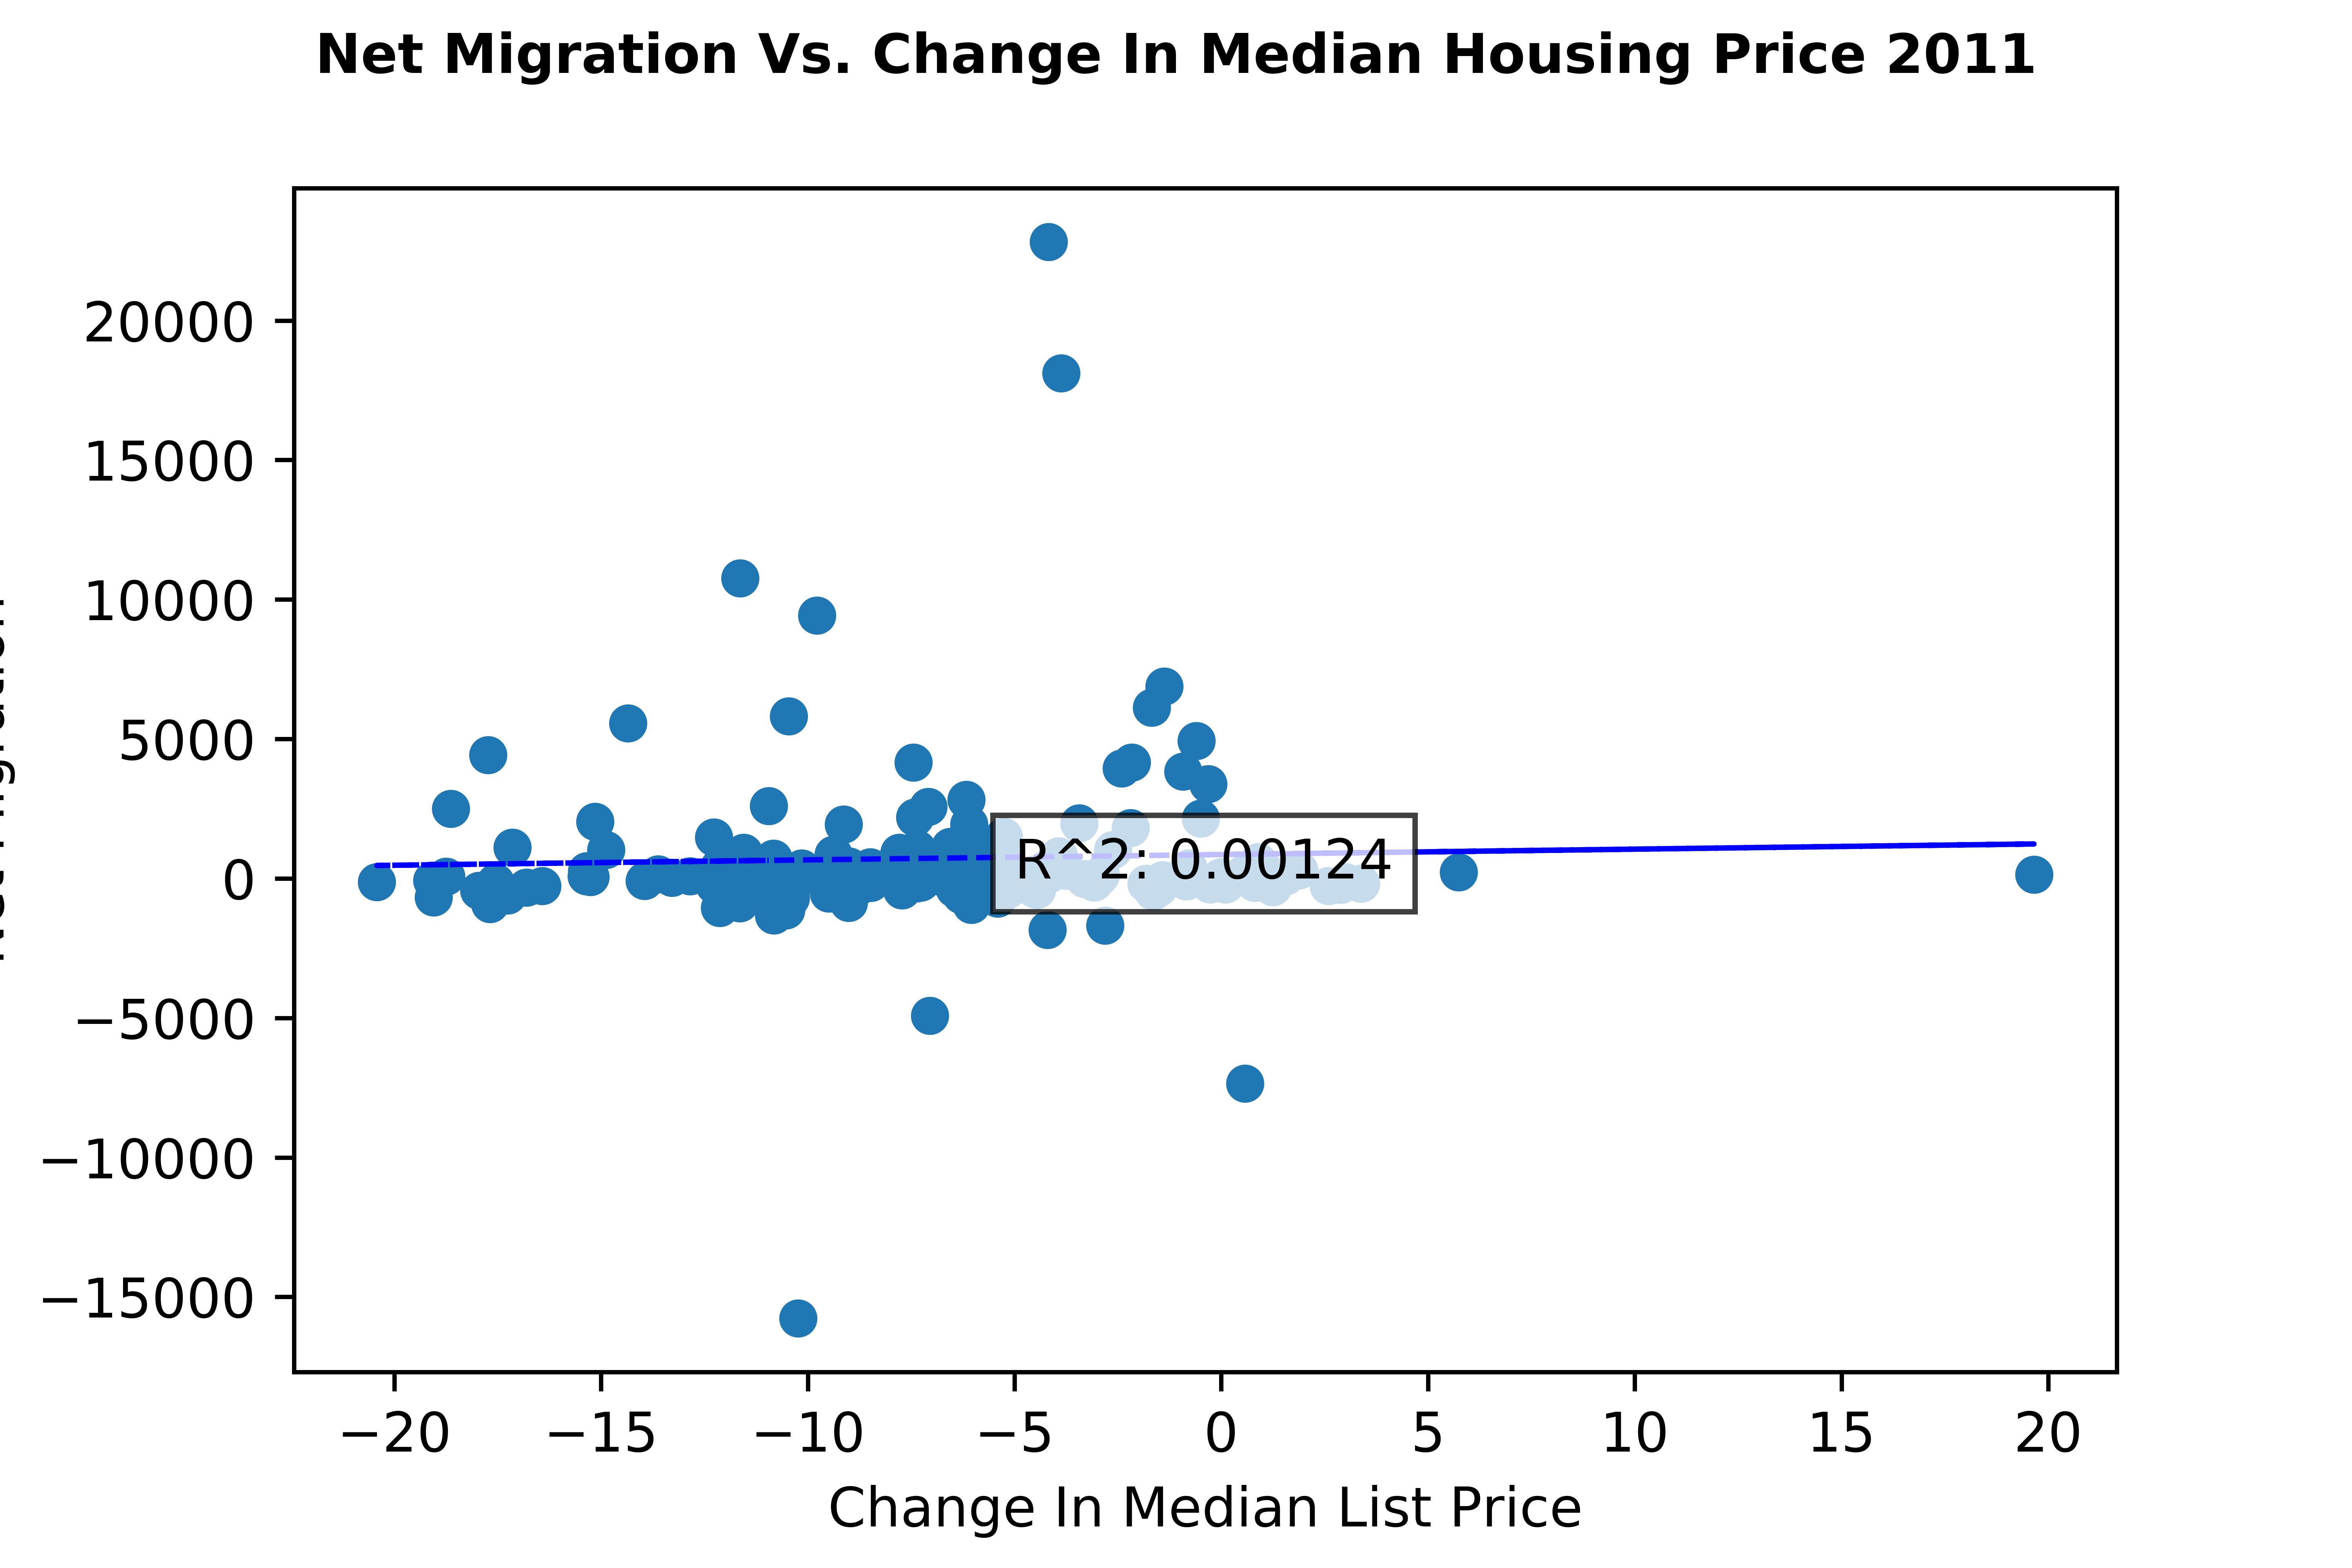 Net Migration Vs. Change In Median Housing Price 2011
20000
15000
10000
5000
0
−5000
−10000
−15000
R^2: 0.00124
−20 −15 −10 −5 0 5 10 15 20
Change In Median List Price